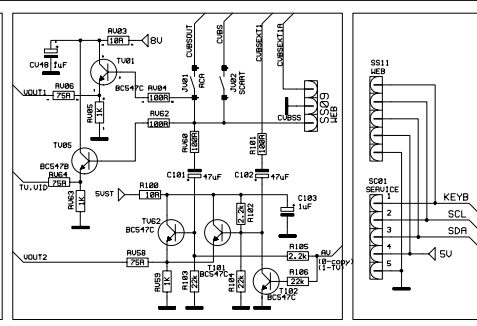 RV03
10R
8V
CV48
1uF
TV01
BC547C
VOUT1
RV06
75R
RV04
100R
RV05
1K
RV62
100R
CVBSOUT
CVBS
CVBSEXT1
CVBSEXT1A
JV01
RCA
JV02
SCART
CVBSS
SS09
WEB
TV05
BC547B
RV64
75R
TV.VID
RV63
1K
RV60
100R
R101
100R
C101
47uF
C102
47uF
5VST
R100
10R
C103
1uF
TV62
BC547C
R102
2.2k
VOUT2
RV58
75R
RV59
1K
R103
22k
T101
BC547C
R104
22k
R105
2.2k
R106
22k
T102
BC547C
AV
(0-copy)
(1-TV)
SS11
WEB
SC01
SERVICE
1
2
3
4
5
KEYB
SCL
SDA
5V